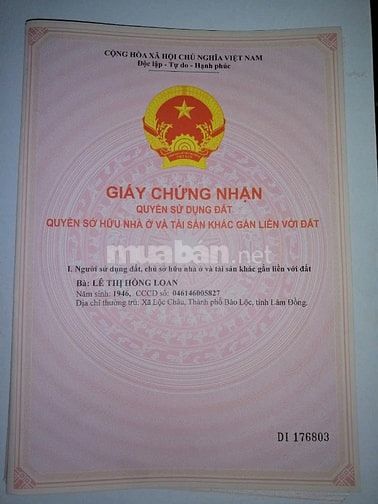 CỘNG HÒA XÃ HỘI CHỦ NGHĨA VIỆT NAM
Độc lập - Tự do - Hạnh phúc
GIẤY CHỨNG NHẬN
QUYỀN SỬ DỤNG ĐẤT
QUYỀN SỞ HỮU NHÀ Ở VÀ TÀI SẢN KHÁC GẮN LIỀN VỚI ĐẤT
muaban.net
I. Người sử dụng đất, chủ sở hữu nhà ở và tài sản khác gắn liền với đất
Bà: LÊ THỊ HỒNG LOAN
Năm sinh: 1946, CCCD số: 046146005827
Địa chỉ thường trú: Xã Lộc Châu, Thành phố Bảo Lộc, tỉnh Lâm Đồng.
DI 176803